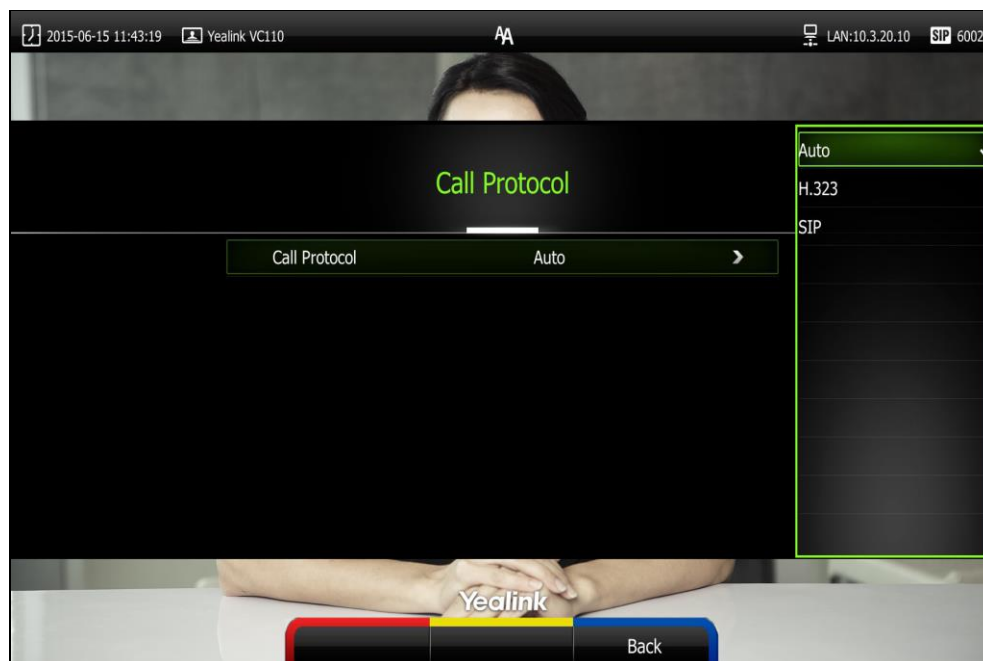 2015-06-15 11:43:19 Yealink VC110 AA LAN:10.3.20.10 SIP 6002
Call Protocol
Call Protocol Auto
Auto
H.323
SIP
Yealink
Back